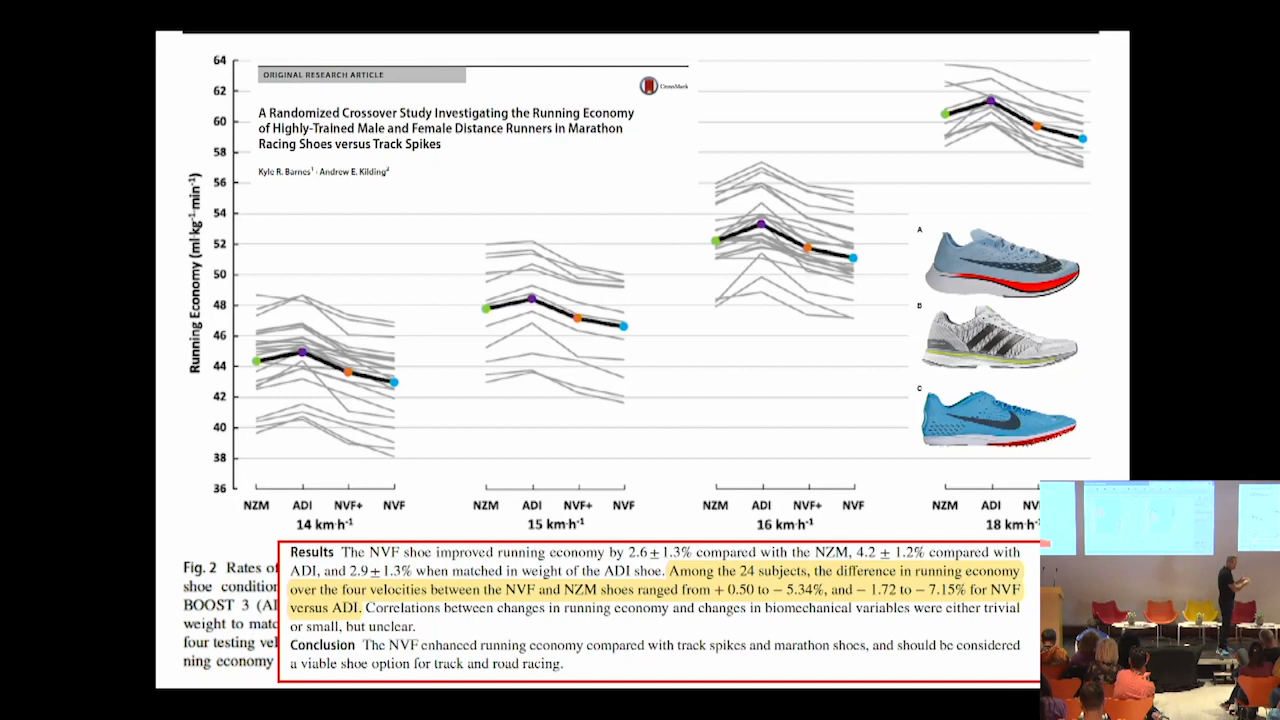 64
62
60
58
56
54
52
50
48
46
44
42
40
38
36
Running Economy (ml·kg-1·min-1)
ORIGINAL RESEARCH ARTICLE
CrossMark
A Randomized Crossover Study Investigating the Running Economy
of Highly-Trained Male and Female Distance Runners in Marathon
Racing Shoes versus Track Spikes
Kyle R. Barnes1 · Andrew E. Kilding2
A
B
C
NZM ADI NVF+ NVF
14 km·h-1
NZM ADI NVF+ NVF
15 km·h-1
NZM ADI NVF+ NVF
16 km·h-1
NZM ADI
18 km·h-1
Fig. 2 Rates of
shoe condition
BOOST 3 (AI
weight to matc
four testing vel
ning economy
Results The NVF shoe improved running economy by 2.6 ± 1.3% compared with the NZM, 4.2 ± 1.2% compared with
ADI, and 2.9 ± 1.3% when matched in weight of the ADI shoe. Among the 24 subjects, the difference in running economy
over the four velocities between the NVF and NZM shoes ranged from + 0.50 to − 5.34%, and − 1.72 to − 7.15% for NVF
versus ADI. Correlations between changes in running economy and changes in biomechanical variables were either trivial
or small, but unclear.
Conclusion The NVF enhanced running economy compared with track spikes and marathon shoes, and should be considered
a viable shoe option for track and road racing.